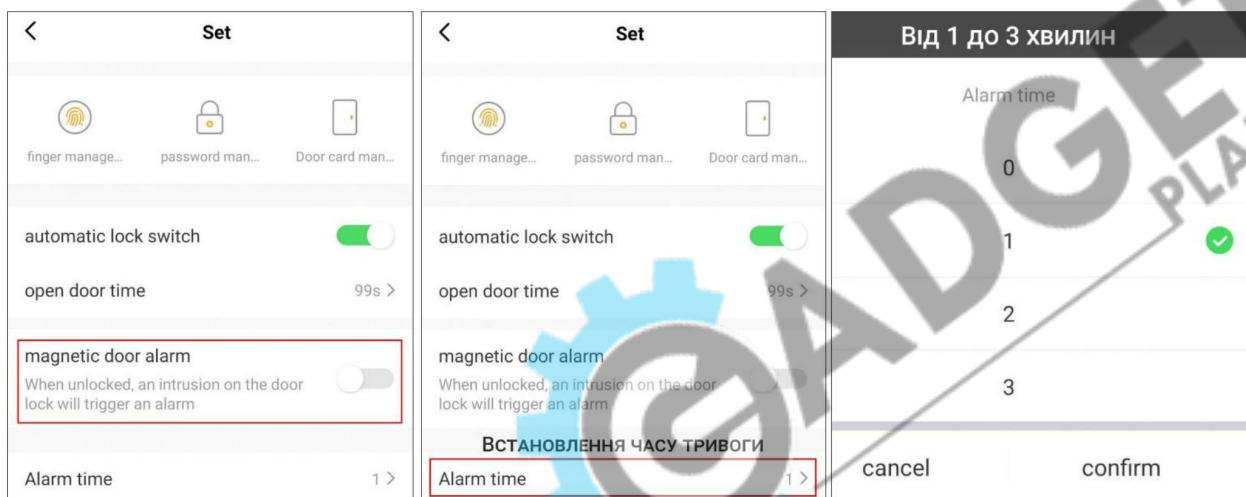 Set
finger manage...
password man...
Door card man...
automatic lock switch
open door time
99s >
magnetic door alarm
When unlocked, an intrusion on the door
lock will trigger an alarm
Alarm time
1 >
Set
finger manage...
password man...
Door card man...
automatic lock switch
open door time
99s >
magnetic door alarm
When unlocked, an intrusion on the door
lock will trigger an alarm
ВСТАНОВЛЕННЯ ЧАСУ ТРИВОГИ
Alarm time
1 >
ВІД 1 ДО 3 ХВИЛИН
Alarm time
0
1
2
3
cancel
confirm
GADGET
PLA